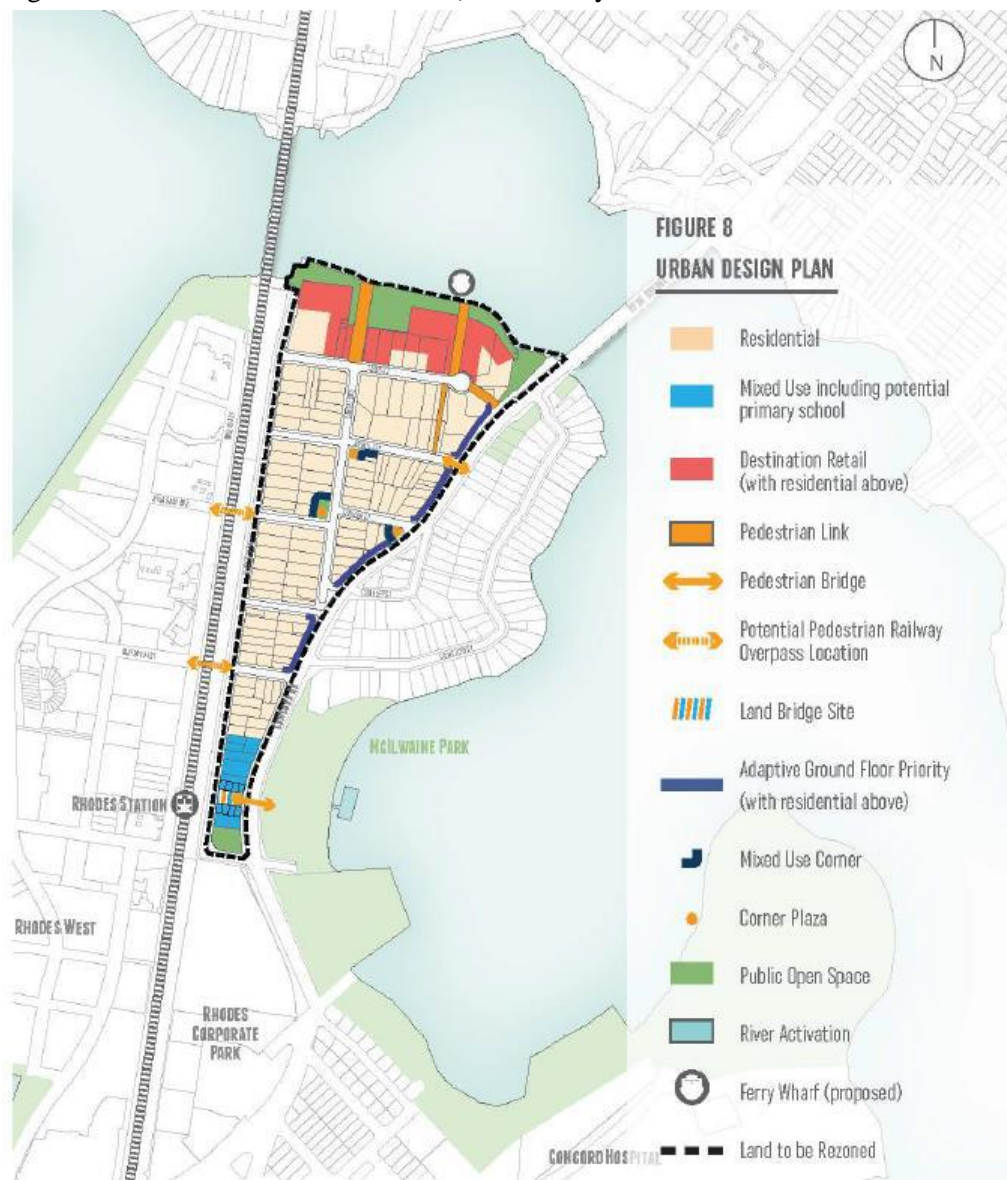 N
FIGURE 8
URBAN DESIGN PLAN
Residential
Mixed Use including potential
primary school
Destination Retail
(with residential above)
Pedestrian Link
Pedestrian Bridge
Potential Pedestrian Railway
Overpass Location
Land Bridge Site
Adaptive Ground Floor Priority
(with residential above)
Mixed Use Corner
Corner Plaza
Public Open Space
River Activation
Ferry Wharf (proposed)
Land to be Rezoned
MCILWAINE PARK
RHODES STATION
RHODES WEST
RHODES
CORPORATE
PARK
CONCORD HOSPITAL